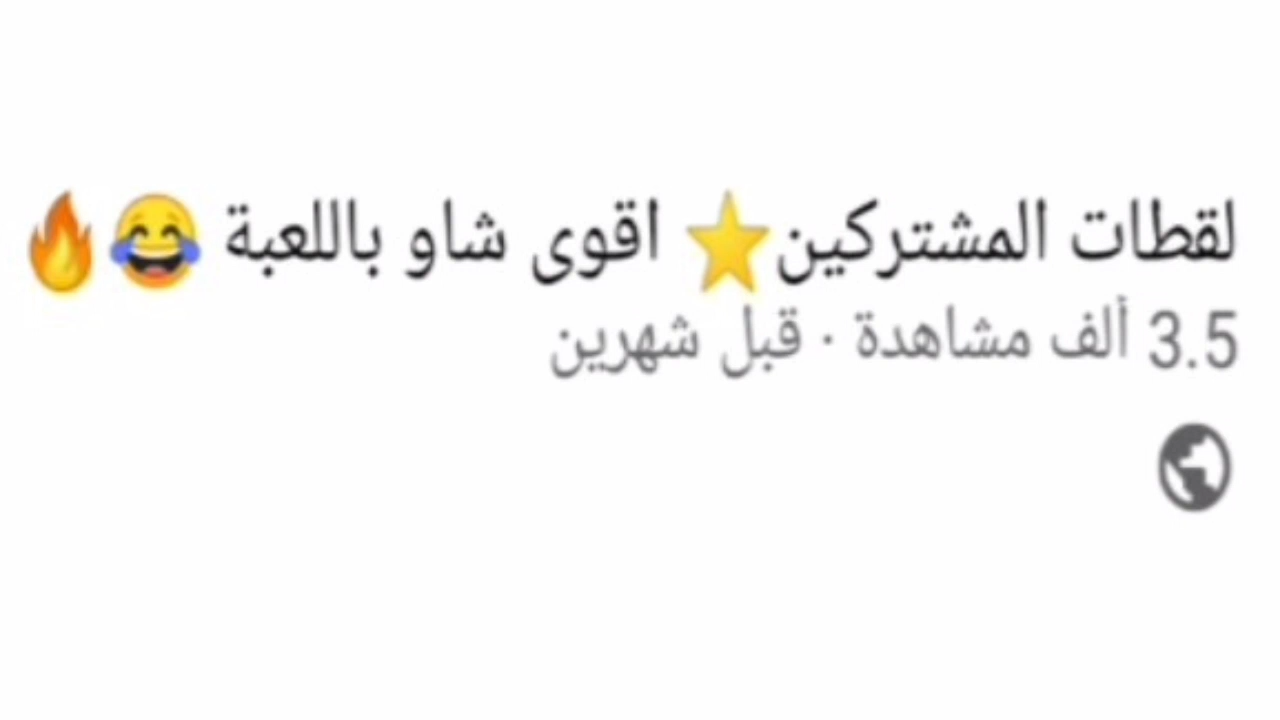 لقطات المشتركين⭐ اقوى شاو باللعبة 😂🔥
3.5 ألف مشاهدة · قبل شهرين